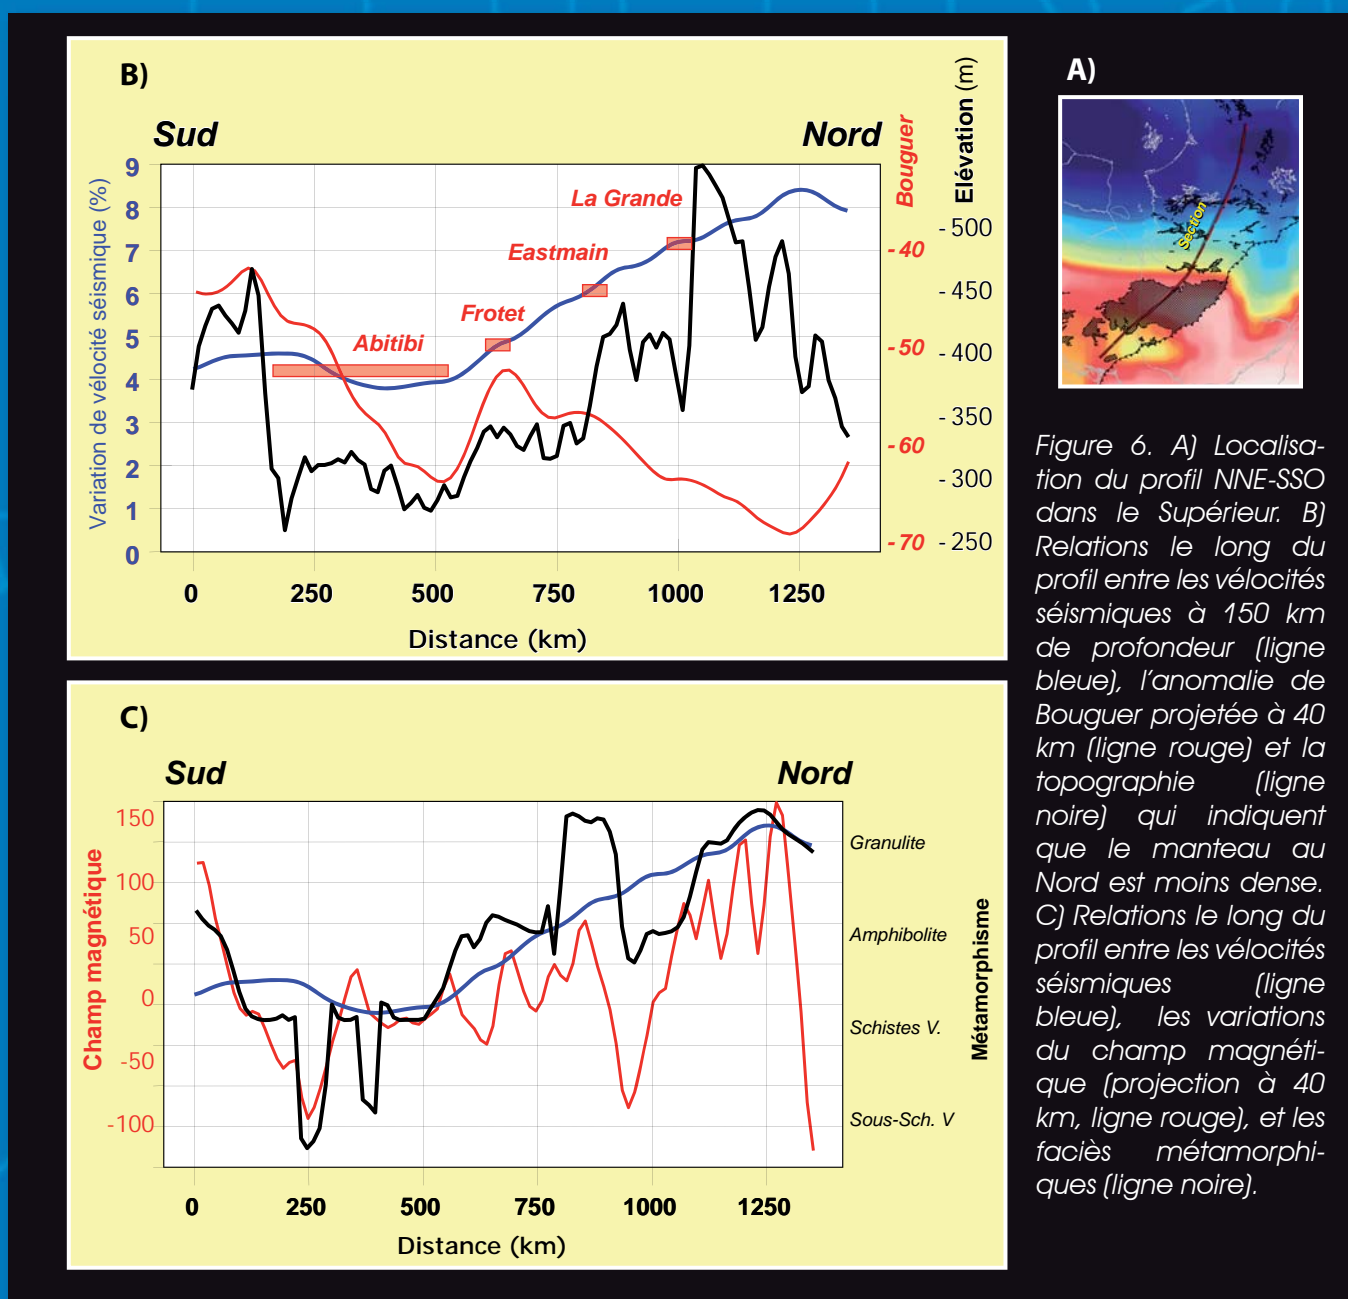 B)
Sud
Nord
Variation de vélocité séismique (%)
9
8
7
6
5
4
3
2
1
0
Abitibi
Frotet
Eastmain
La Grande
Bouguer
-40
-50
-60
-70
Elévation (m)
-500
-450
-400
-350
-300
-250
0 250 500 750 1000 1250
Distance (km)
C)
Sud
Nord
Champ magnétique
150
100
50
0
-50
-100
Granulite
Amphibolite
Schistes V.
Sous-Sch. V
Métamorphisme
0 250 500 750 1000 1250
Distance (km)
A)
Section
Figure 6. A) Localisa-
tion du profil NNE-SSO
dans le Supérieur. B)
Relations le long du
profil entre les vélocités
séismiques à 150 km
de profondeur (ligne
bleue), l'anomalie de
Bouguer projetée à 40
km (ligne rouge) et la
topographie (ligne
noire) qui indiquent
que le manteau au
Nord est moins dense.
C) Relations le long du
profil entre les vélocités
séismiques (ligne
bleue), les variations
du champ magnéti-
que (projection à 40
km, ligne rouge), et les
faciès métamorphi-
ques (ligne noire).